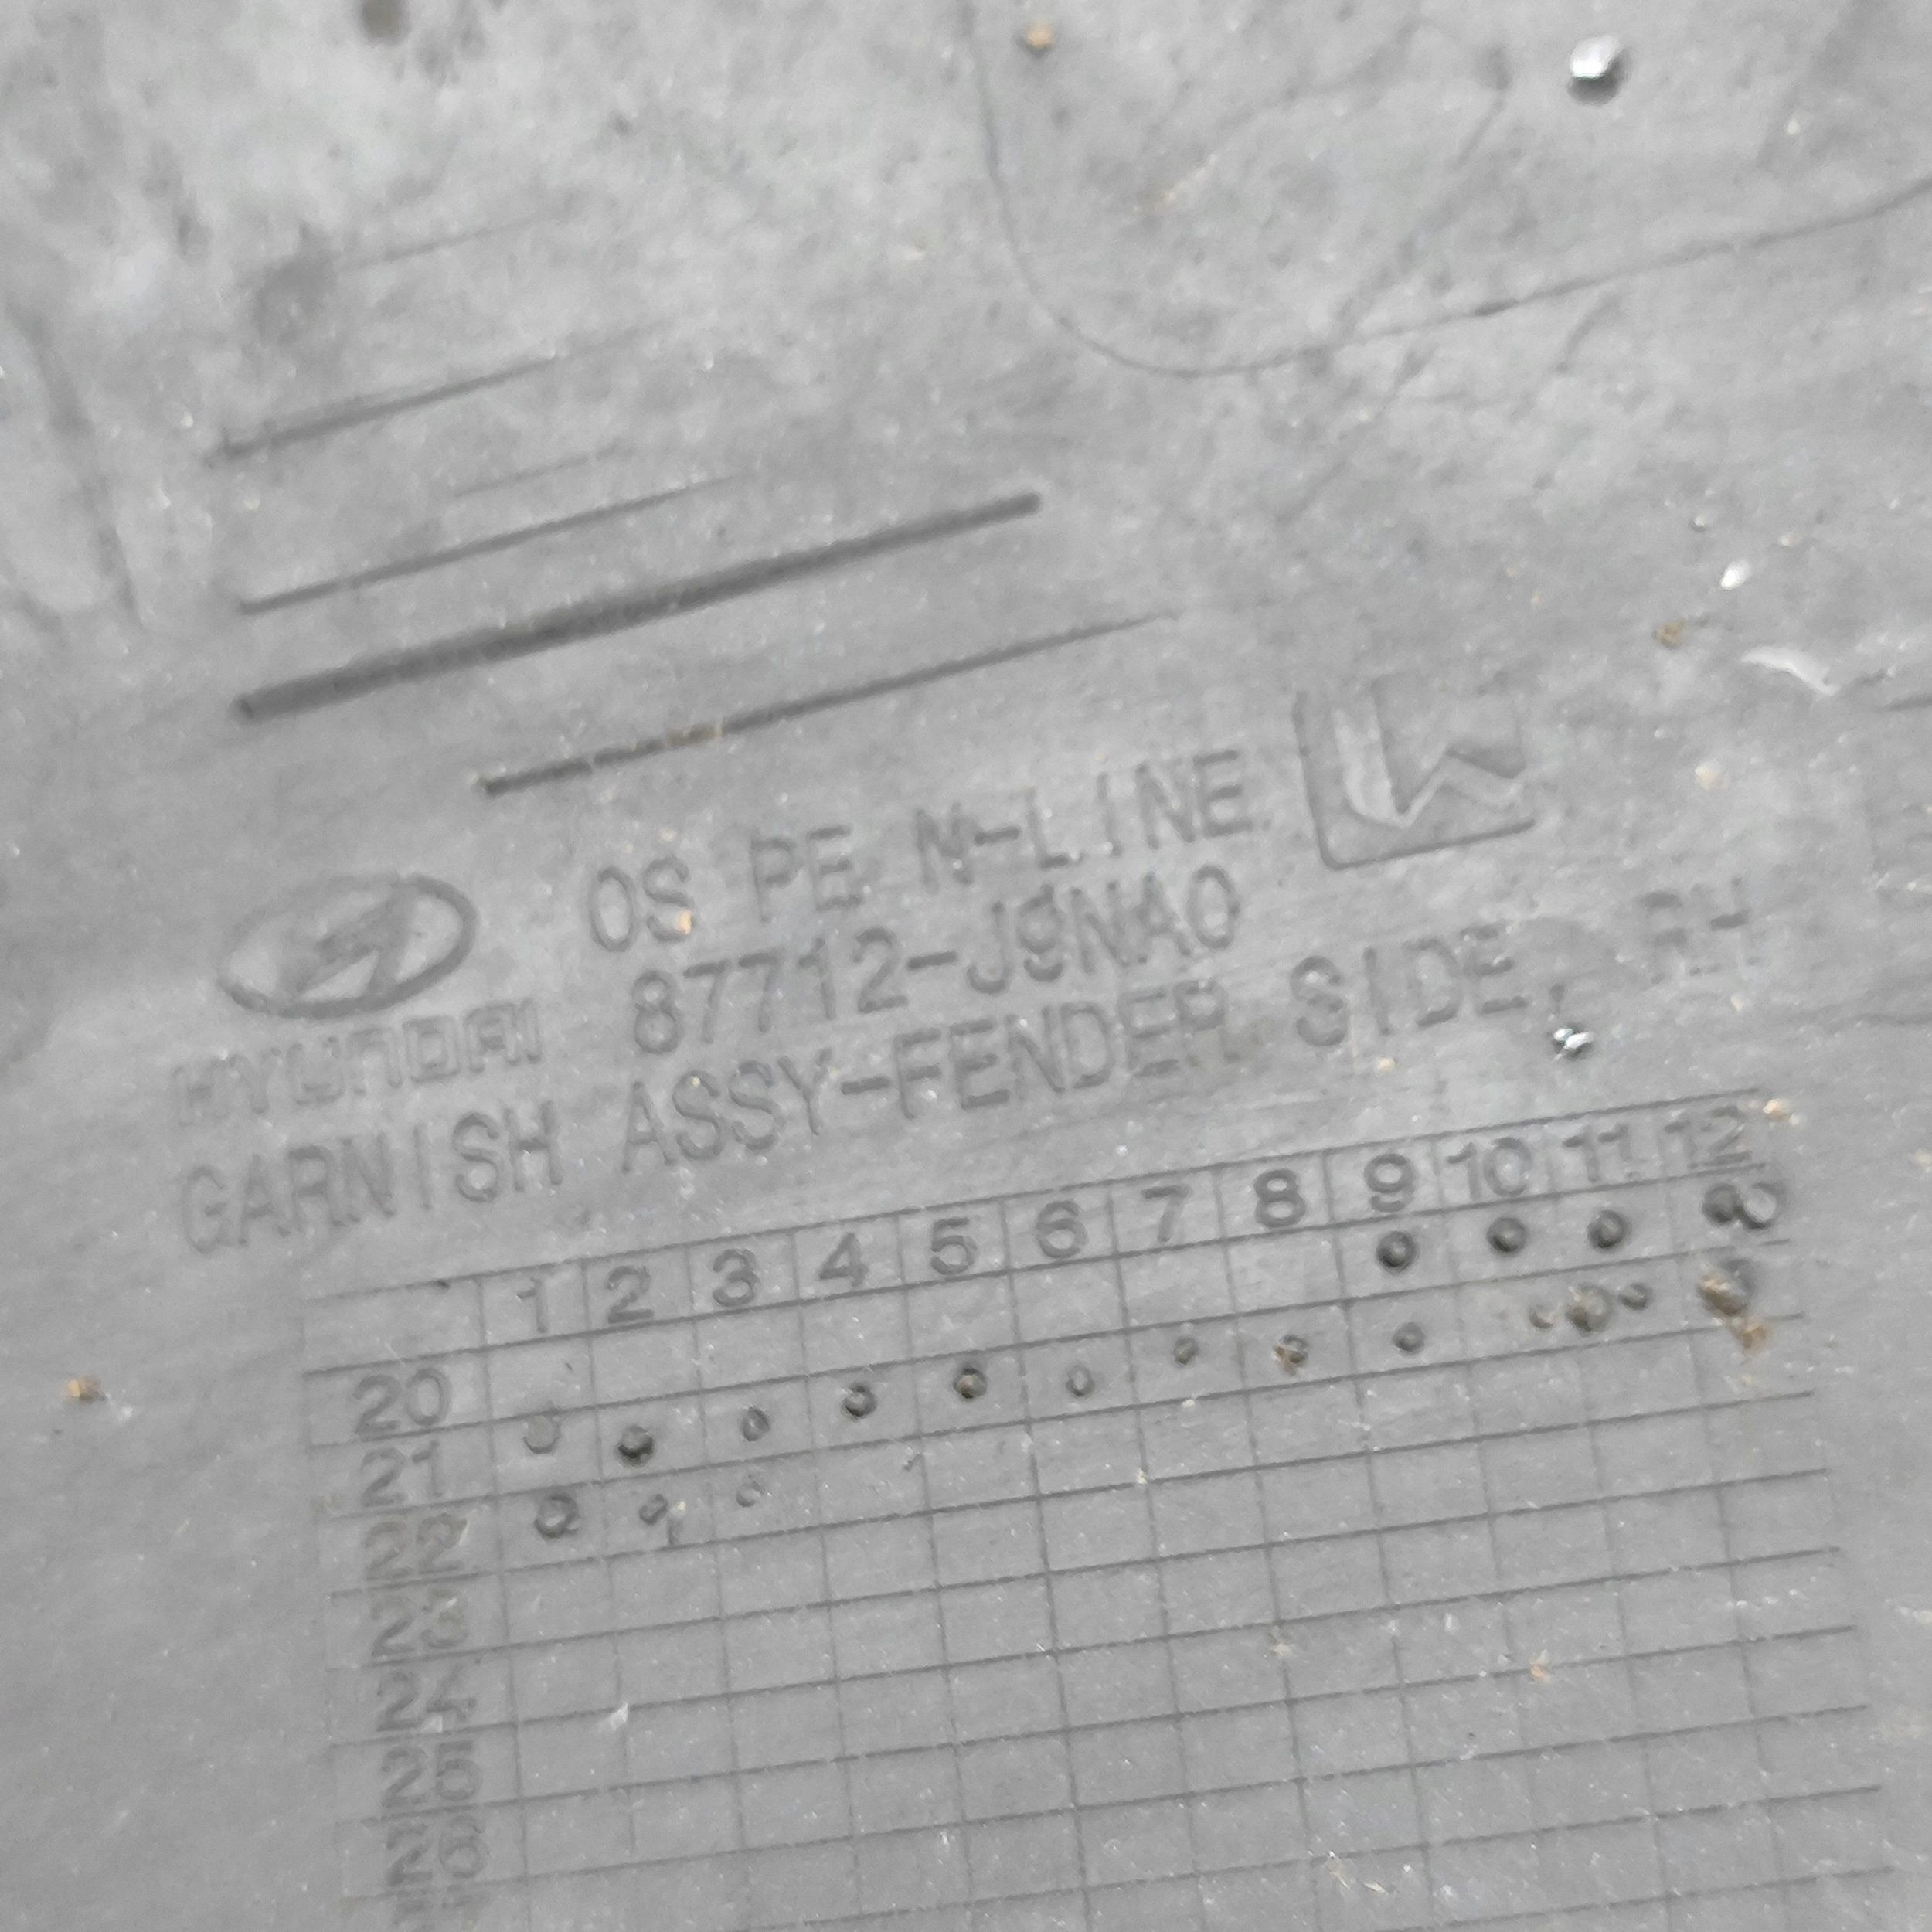 OS PE N-LINE
87712-J9NA0
HYUNDAI
GARNISH ASSY-FENDER SIDE, RH
1 2 3 4 5 6 7 8 9 10 11 12
20
21
22
23
24
25
26